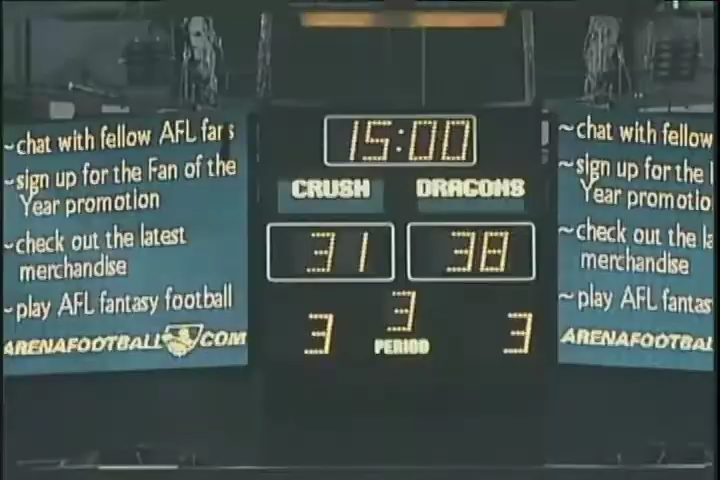 ~chat with fellow AFL fans
~sign up for the Fan of the
Year promotion
~check out the latest
merchandise
~play AFL fantasy football
ARENAFOOTBALL.COM
15:00
CRUSH DRAGONS
31 38
3 3 3
PERIOD
~chat with fellow
~sign up for the
Year promotio
~check out the la
merchandise
~play AFL fantas
ARENAFOOTBAL